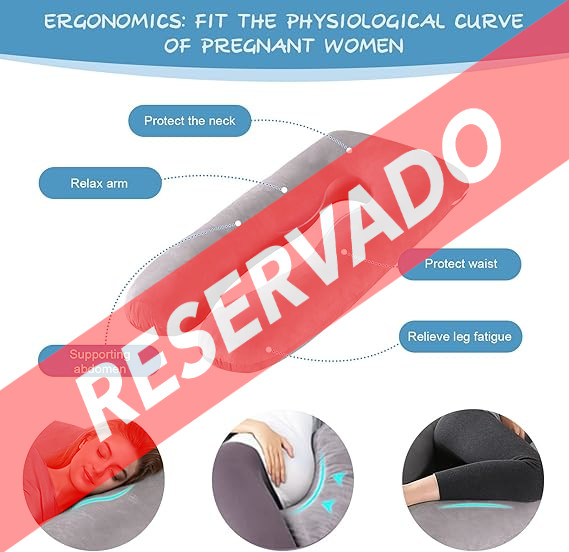 ERGONOMICS: FIT THE PHYSIOLOGICAL CURVE
OF PREGNANT WOMEN
Protect the neck
Relax arm
RESERVADO
Protect waist
Relieve leg fatigue
Supporting
abdomen